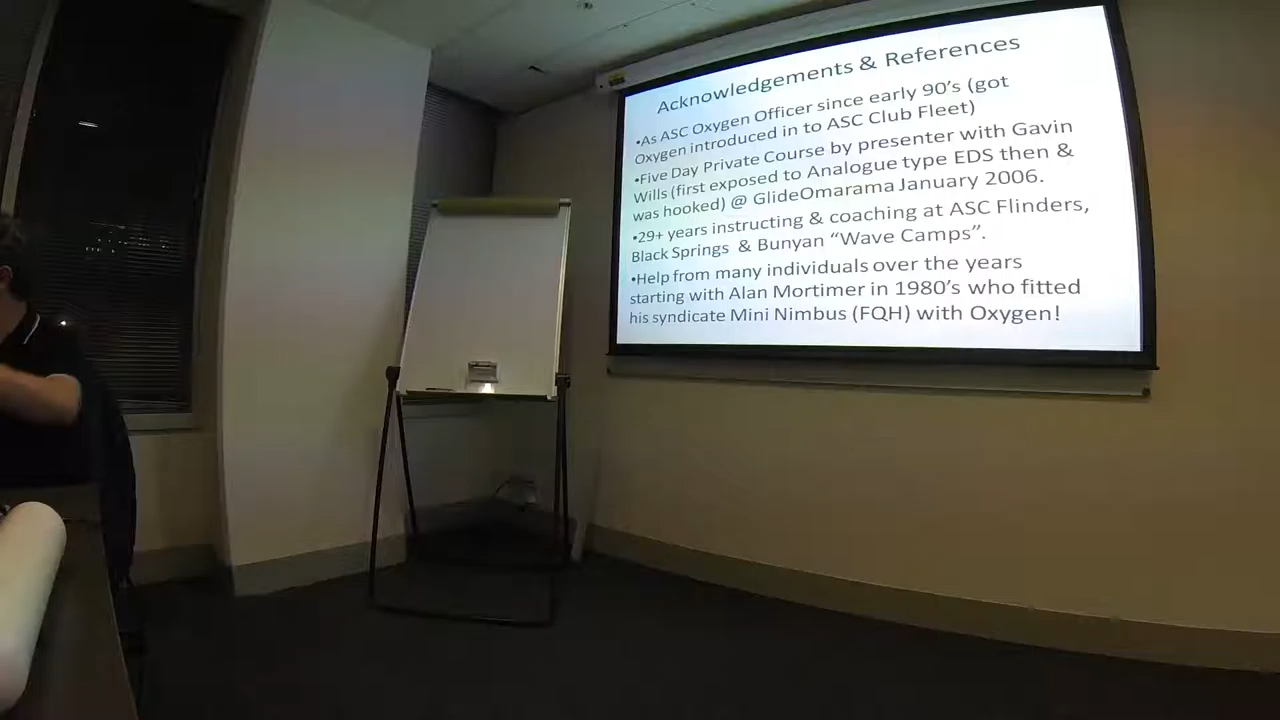 Acknowledgements & References
•As ASC Oxygen Officer since early 90's (got
Oxygen introduced in to ASC Club Fleet)
•Five Day Private Course by presenter with Gavin
Wills (first exposed to Analogue type EDS then &
was hooked) @ GlideOmarama January 2006.
•29+ years instructing & coaching at ASC Flinders,
Black Springs & Bunyan “Wave Camps”.
•Help from many individuals over the years
starting with Alan Mortimer in 1980's who fitted
his syndicate Mini Nimbus (FQH) with Oxygen!